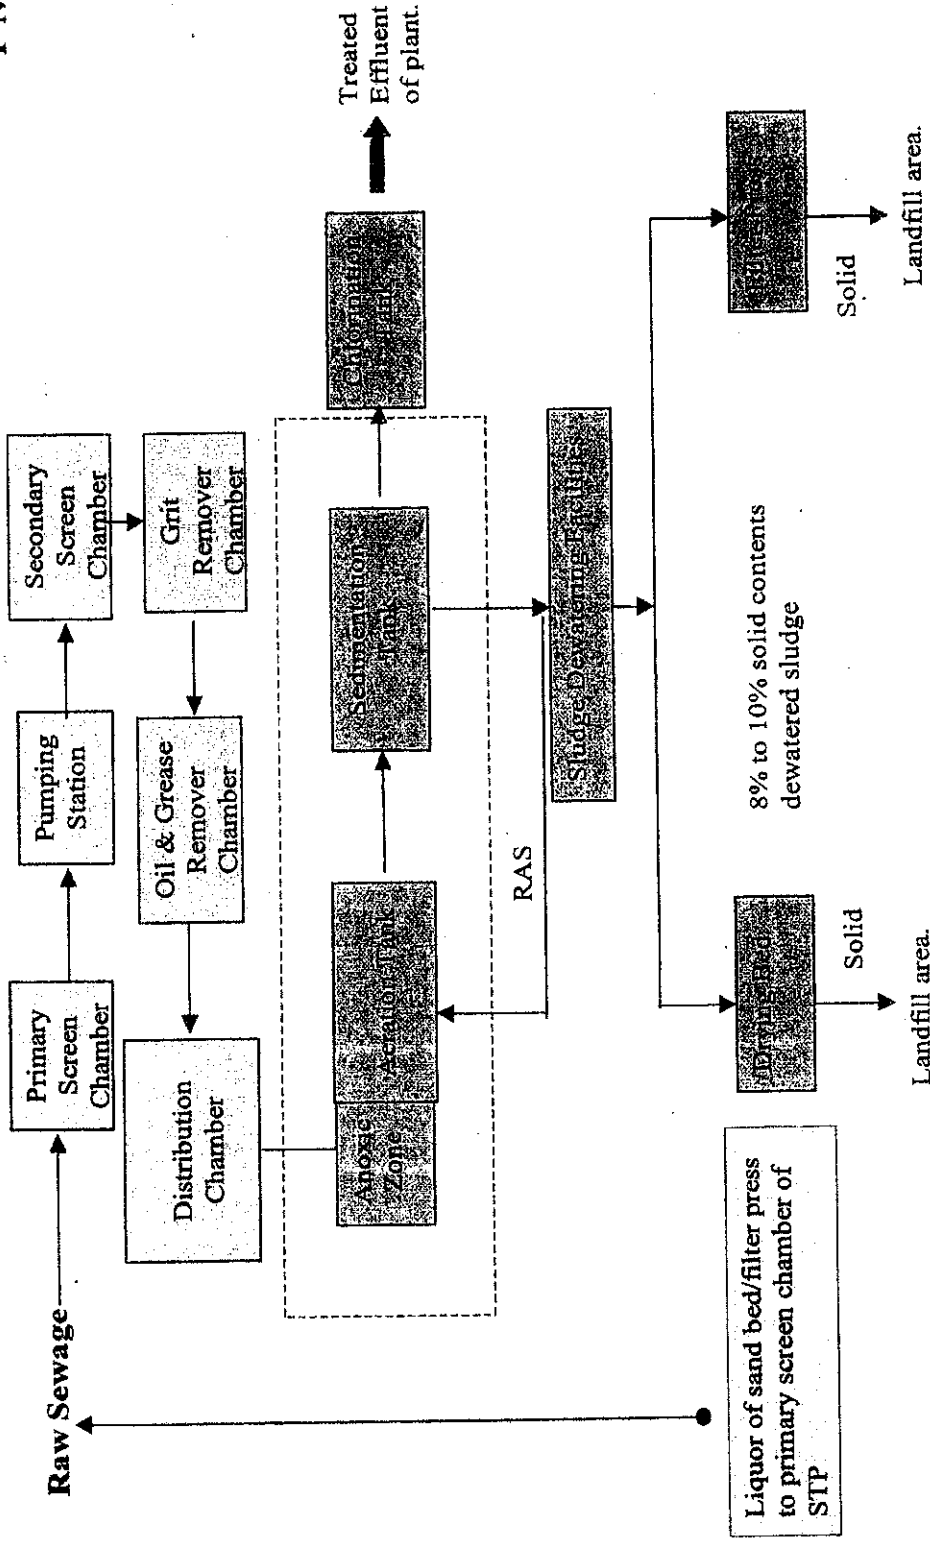 Raw Sewage
Primary
Screen
Chamber
Pumping
Station
Secondary
Screen
Chamber
Grit
Remover
Chamber
Oil & Grease
Remover
Chamber
Distribution
Chamber
Anoxic
Zone
Aeration Tank
Sedimentation
Tank
Chlorination
Tank
Treated
Effluent
of plant.
RAS
Sludge Dewatering Facilities
Drying Bed
Solid
Landfill area.
8% to 10% solid contents
dewatered sludge
Solid
Landfill area.
Liquor of sand bed/filter press
to primary screen chamber of
STP